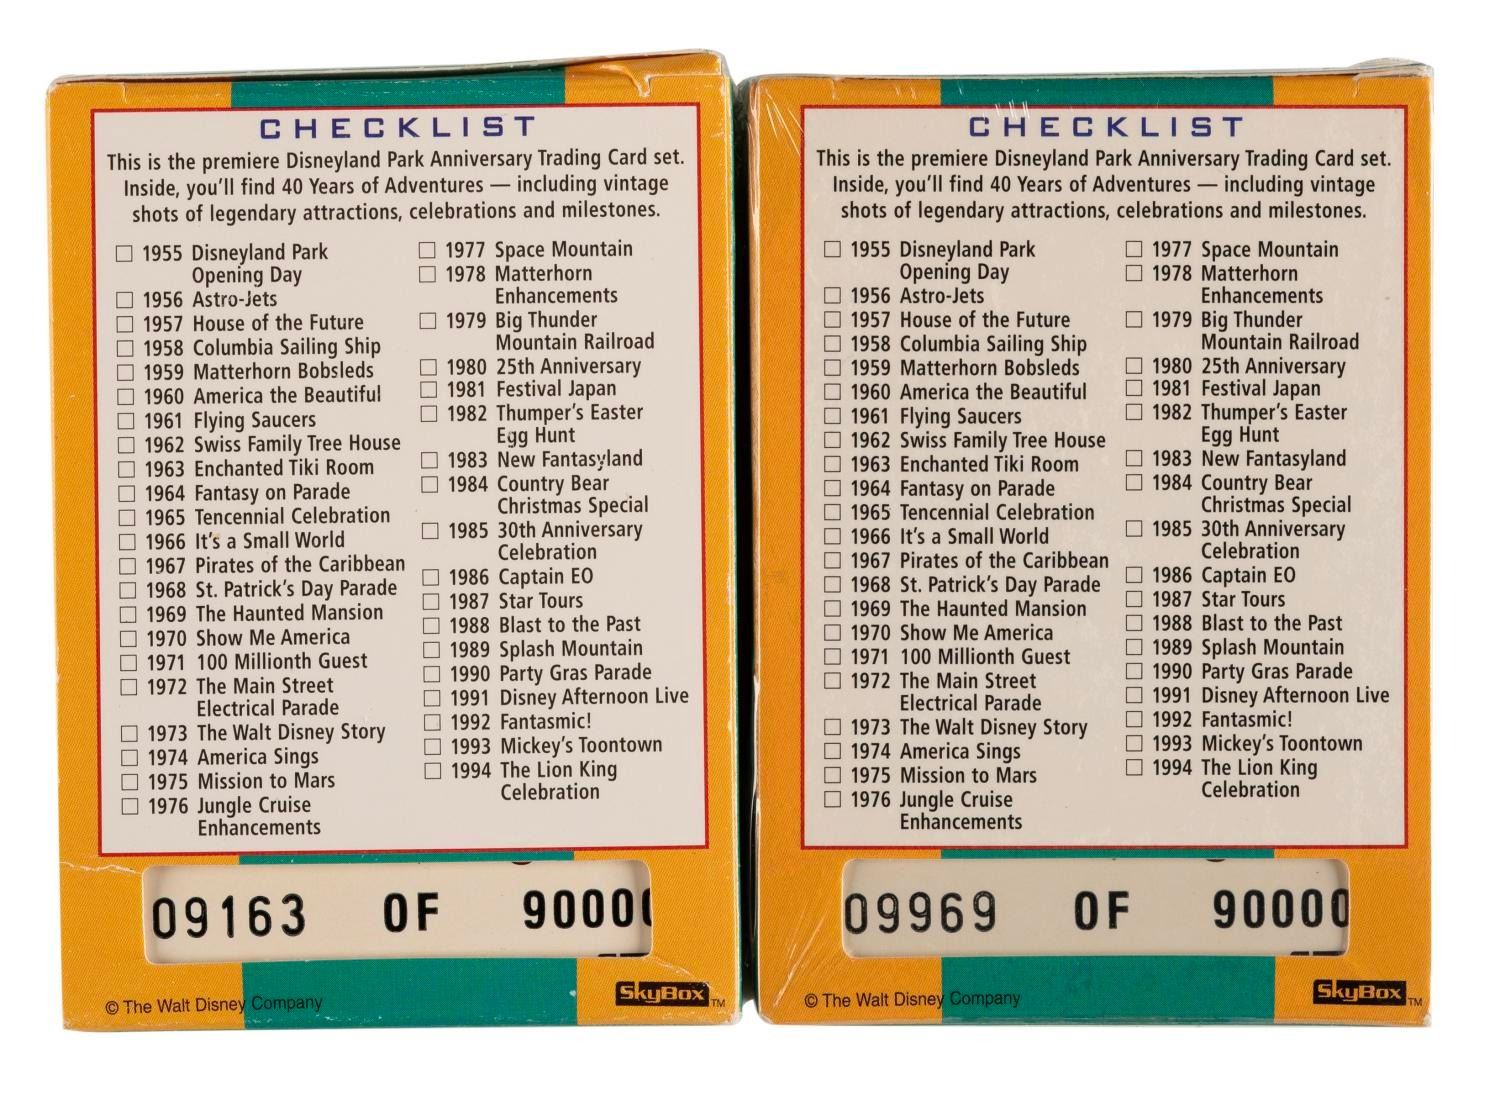 CHECKLIST
This is the premiere Disneyland Park Anniversary Trading Card set.
Inside, you'll find 40 Years of Adventures — including vintage
shots of legendary attractions, celebrations and milestones.
1955 Disneyland Park
Opening Day
1956 Astro-Jets
1957 House of the Future
1958 Columbia Sailing Ship
1959 Matterhorn Bobsleds
1960 America the Beautiful
1961 Flying Saucers
1962 Swiss Family Tree House
1963 Enchanted Tiki Room
1964 Fantasy on Parade
1965 Tencennial Celebration
1966 It's a Small World
1967 Pirates of the Caribbean
1968 St. Patrick's Day Parade
1969 The Haunted Mansion
1970 Show Me America
1971 100 Millionth Guest
1972 The Main Street
Electrical Parade
1973 The Walt Disney Story
1974 America Sings
1975 Mission to Mars
1976 Jungle Cruise
Enhancements
1977 Space Mountain
1978 Matterhorn
Enhancements
1979 Big Thunder
Mountain Railroad
1980 25th Anniversary
1981 Festival Japan
1982 Thumper's Easter
Egg Hunt
1983 New Fantasyland
1984 Country Bear
Christmas Special
1985 30th Anniversary
Celebration
1986 Captain EO
1987 Star Tours
1988 Blast to the Past
1989 Splash Mountain
1990 Party Gras Parade
1991 Disney Afternoon Live
1992 Fantasmic!
1993 Mickey's Toontown
1994 The Lion King
Celebration
09163 OF 90000
© The Walt Disney Company
SkyBox TM
CHECKLIST
This is the premiere Disneyland Park Anniversary Trading Card set.
Inside, you'll find 40 Years of Adventures — including vintage
shots of legendary attractions, celebrations and milestones.
1955 Disneyland Park
Opening Day
1956 Astro-Jets
1957 House of the Future
1958 Columbia Sailing Ship
1959 Matterhorn Bobsleds
1960 America the Beautiful
1961 Flying Saucers
1962 Swiss Family Tree House
1963 Enchanted Tiki Room
1964 Fantasy on Parade
1965 Tencennial Celebration
1966 It's a Small World
1967 Pirates of the Caribbean
1968 St. Patrick's Day Parade
1969 The Haunted Mansion
1970 Show Me America
1971 100 Millionth Guest
1972 The Main Street
Electrical Parade
1973 The Walt Disney Story
1974 America Sings
1975 Mission to Mars
1976 Jungle Cruise
Enhancements
1977 Space Mountain
1978 Matterhorn
Enhancements
1979 Big Thunder
Mountain Railroad
1980 25th Anniversary
1981 Festival Japan
1982 Thumper's Easter
Egg Hunt
1983 New Fantasyland
1984 Country Bear
Christmas Special
1985 30th Anniversary
Celebration
1986 Captain EO
1987 Star Tours
1988 Blast to the Past
1989 Splash Mountain
1990 Party Gras Parade
1991 Disney Afternoon Live
1992 Fantasmic!
1993 Mickey's Toontown
1994 The Lion King
Celebration
09969 OF 90000
© The Walt Disney Company
SkyBox TM